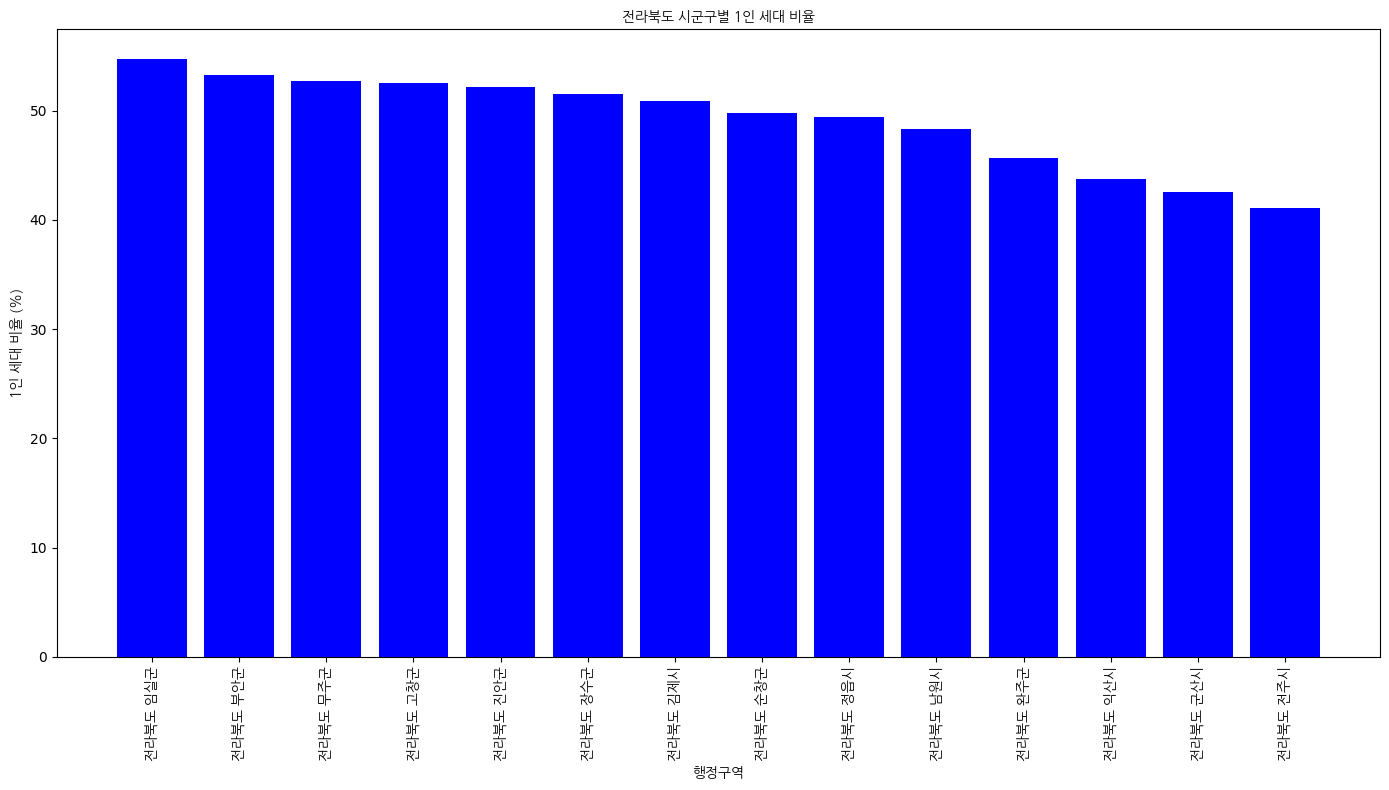 전라북도 시군구별 1인 세대 비율
1인 세대 비율 (%)
50
40
30
20
10
0
전라북도 임실군
전라북도 부안군
전라북도 무주군
전라북도 고창군
전라북도 진안군
전라북도 장수군
전라북도 김제시
전라북도 순창군
전라북도 정읍시
전라북도 남원시
전라북도 완주군
전라북도 익산시
전라북도 군산시
전라북도 전주시
행정구역